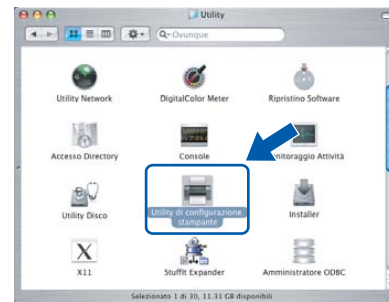 Utility
Ovunque
Utility Network
DigitalColor Meter
Ripristino Software
Accesso Directory
Console
nitoraggio Attività
Utility Disco
Utility di configurazione
stampante
Installer
X11
StuffIt Expander
Amministratore ODBC
Selezionato 1 di 30, 11.31 GB disponibili